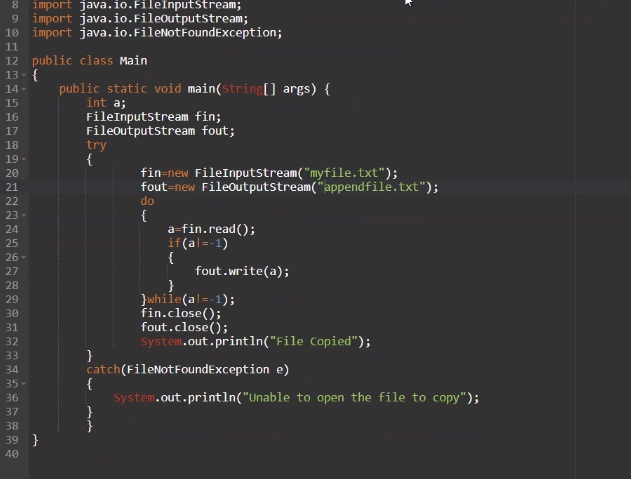 8 import java.io.FileInputStream;
9 import java.io.FileOutputStream;
10 import java.io.FileNotFoundException;
11
12 public class Main
13 {
14 public static void main(String[] args) {
15 int a;
16 FileInputStream fin;
17 FileOutputStream fout;
18 try
19 {
20 fin=new FileInputStream("myfile.txt");
21 fout=new FileOutputStream("appendfile.txt");
22 do
23 {
24 a=fin.read();
25 if(a!=-1)
26 {
27 fout.write(a);
28 }
29 }while(a!=-1);
30 fin.close();
31 fout.close();
32 System.out.println("File Copied");
33 }
34 catch(FileNotFoundException e)
35 {
36 System.out.println("Unable to open the file to copy");
37 }
38 }
39 }
40